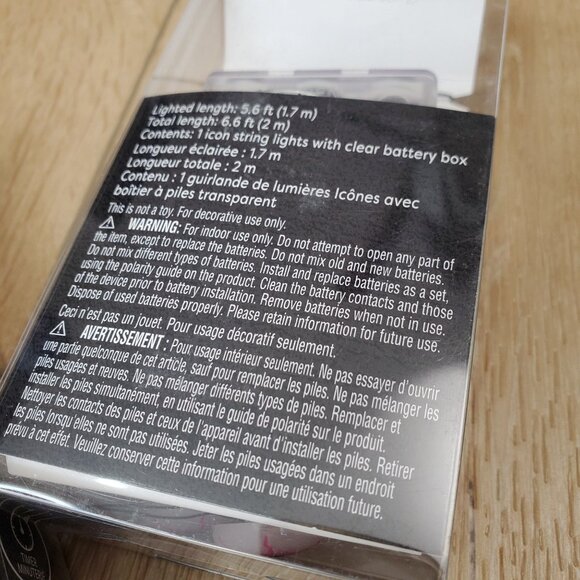 Lighted length: 5.6 ft (1.7 m)
Total length: 6.6 ft (2 m)
Contents: 1 icon string lights with clear battery box
Longueur éclairée : 1.7 m
Longueur totale : 2 m
Contenu : 1 guirlande de lumières Icônes avec
boîtier à piles transparent
This is not a toy. For decorative use only.
⚠ WARNING: For indoor use only. Do not attempt to open any part of
the item, except to replace the batteries. Do not mix old and new batteries.
Do not mix different types of batteries. Install and replace batteries as a set,
using the polarity guide on the product. Clean the battery contacts and those
of the device prior to battery installation. Remove batteries when not in use.
Dispose of used batteries properly. Please retain information for future use.
Ceci n'est pas un jouet. Pour usage décoratif seulement.
⚠ AVERTISSEMENT : Pour usage intérieur seulement. Ne pas essayer d'ouvrir
une partie quelconque de cet article, sauf pour remplacer les piles. Ne pas mélanger les
piles usagées et neuves. Ne pas mélanger différents types de piles. Remplacer et
installer les piles simultanément, en utilisant le guide de polarité sur le produit.
Nettoyer les contacts des piles et ceux de l'appareil avant d'installer les piles. Retirer
les piles lorsqu elles ne sont pas utilisées. Jeter les piles usagées dans un endroit
prévu à cet effet. Veuillez conserver cette information pour une utilisation future.
TIMER
MINUTERIE